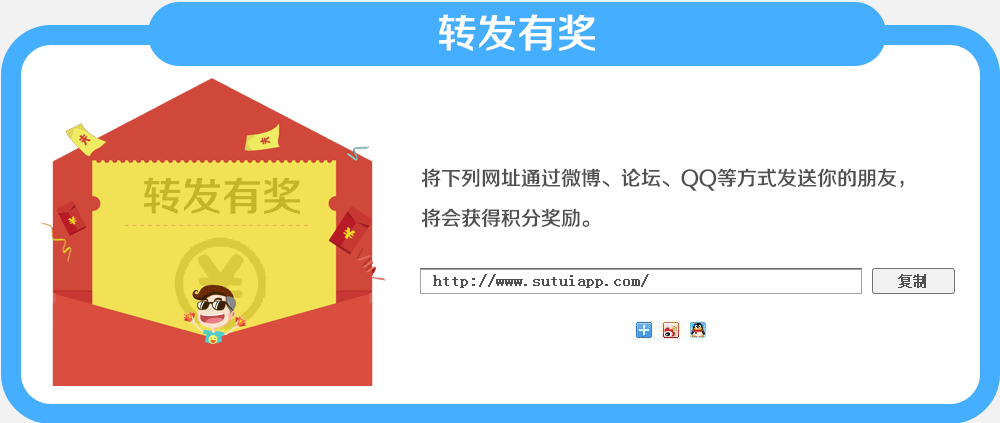 转发有奖
转发有奖
将下列网址通过微博、论坛、QQ等方式发送你的朋友，
将会获得积分奖励。
http://www.sutuiapp.com/
复制